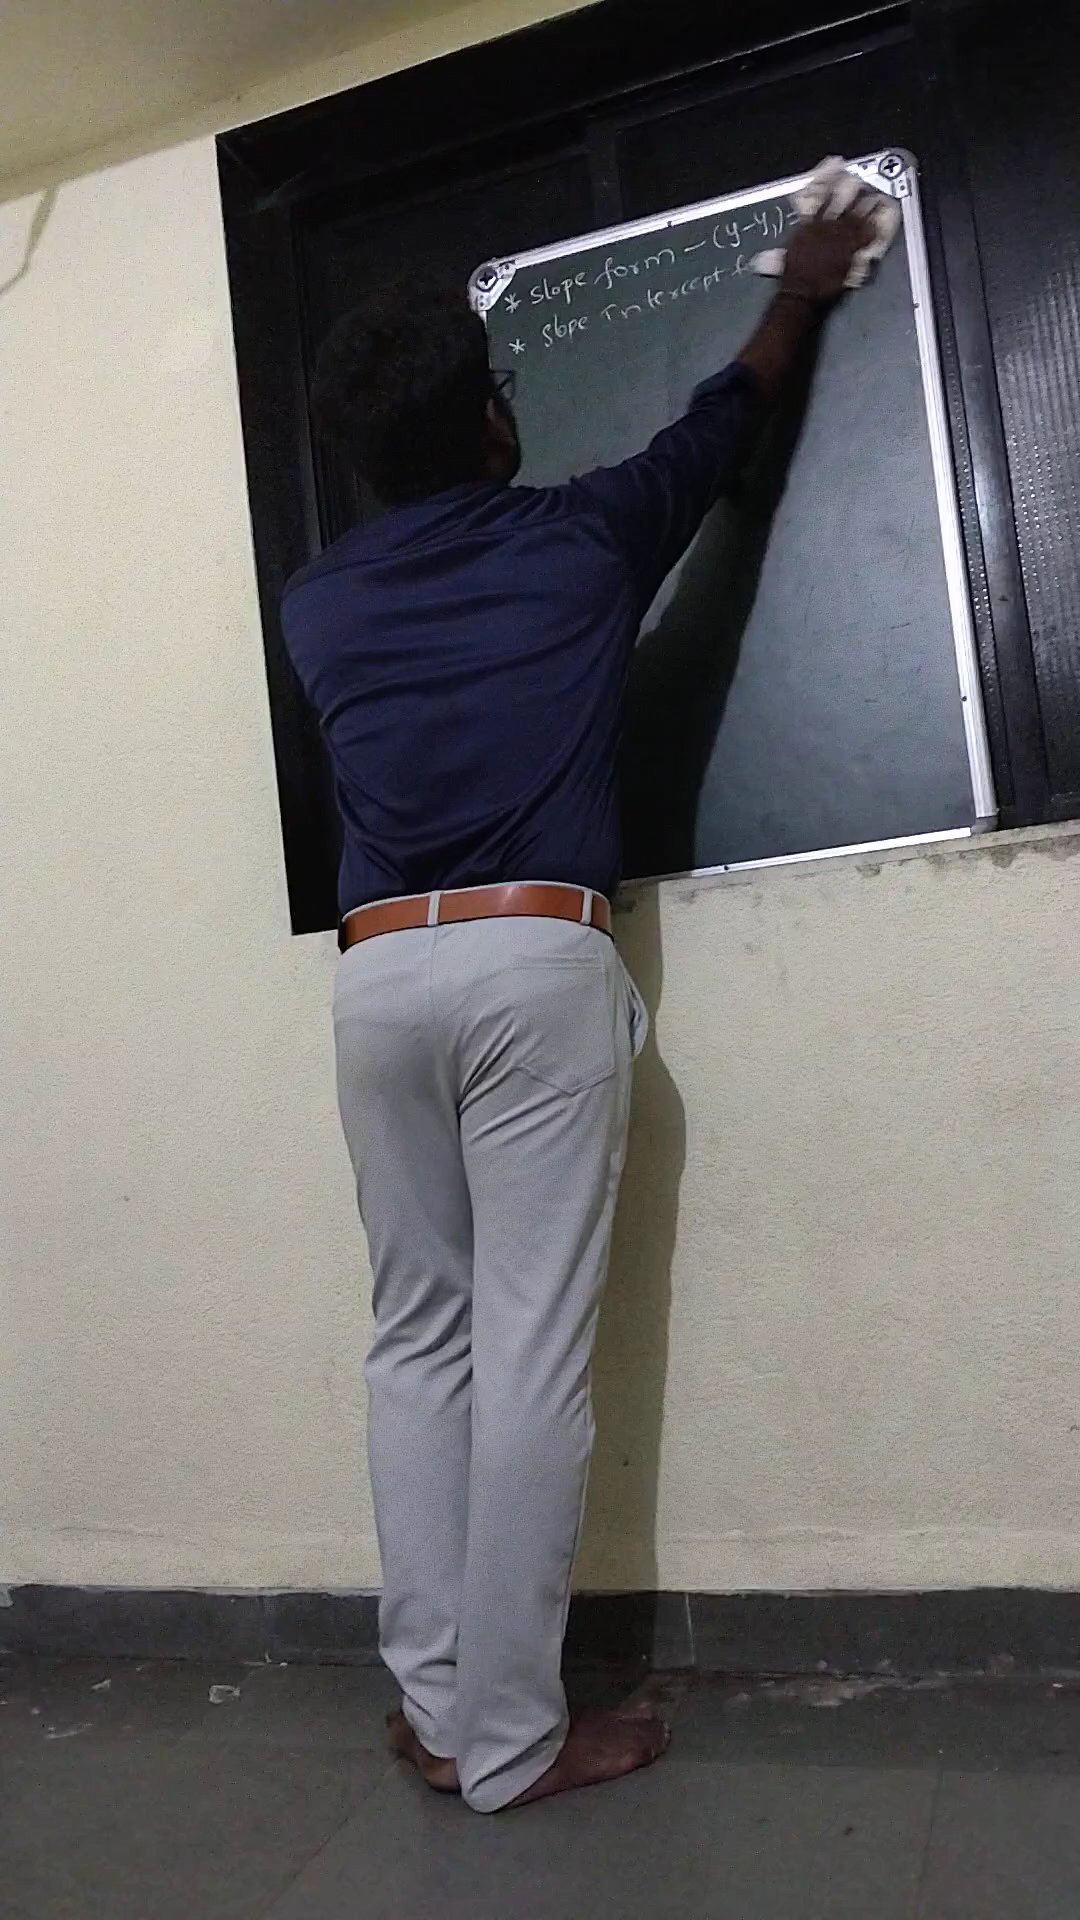 * Slope form - (y-y₁)=
* Slope Intercept f